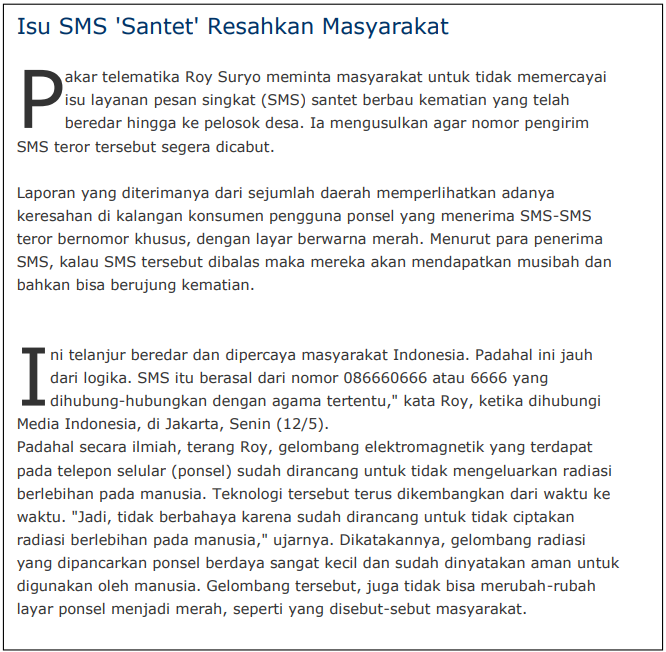 Isu SMS 'Santet' Resahkan Masyarakat
Pakar telematika Roy Suryo meminta masyarakat untuk tidak memercayai
isu layanan pesan singkat (SMS) santet berbau kematian yang telah
beredar hingga ke pelosok desa. Ia mengusulkan agar nomor pengirim
SMS teror tersebut segera dicabut.
Laporan yang diterimanya dari sejumlah daerah memperlihatkan adanya
keresahan di kalangan konsumen pengguna ponsel yang menerima SMS-SMS
teror bernomor khusus, dengan layar berwarna merah. Menurut para penerima
SMS, kalau SMS tersebut dibalas maka mereka akan mendapatkan musibah dan
bahkan bisa berujung kematian.
Ini telanjur beredar dan dipercaya masyarakat Indonesia. Padahal ini jauh
dari logika. SMS itu berasal dari nomor 086660666 atau 6666 yang
dihubung-hubungkan dengan agama tertentu," kata Roy, ketika dihubungi
Media Indonesia, di Jakarta, Senin (12/5).
Padahal secara ilmiah, terang Roy, gelombang elektromagnetik yang terdapat
pada telepon selular (ponsel) sudah dirancang untuk tidak mengeluarkan radiasi
berlebihan pada manusia. Teknologi tersebut terus dikembangkan dari waktu ke
waktu. "Jadi, tidak berbahaya karena sudah dirancang untuk tidak ciptakan
radiasi berlebihan pada manusia," ujarnya. Dikatakannya, gelombang radiasi
yang dipancarkan ponsel berdaya sangat kecil dan sudah dinyatakan aman untuk
digunakan oleh manusia. Gelombang tersebut, juga tidak bisa merubah-rubah
layar ponsel menjadi merah, seperti yang disebut-sebut masyarakat.